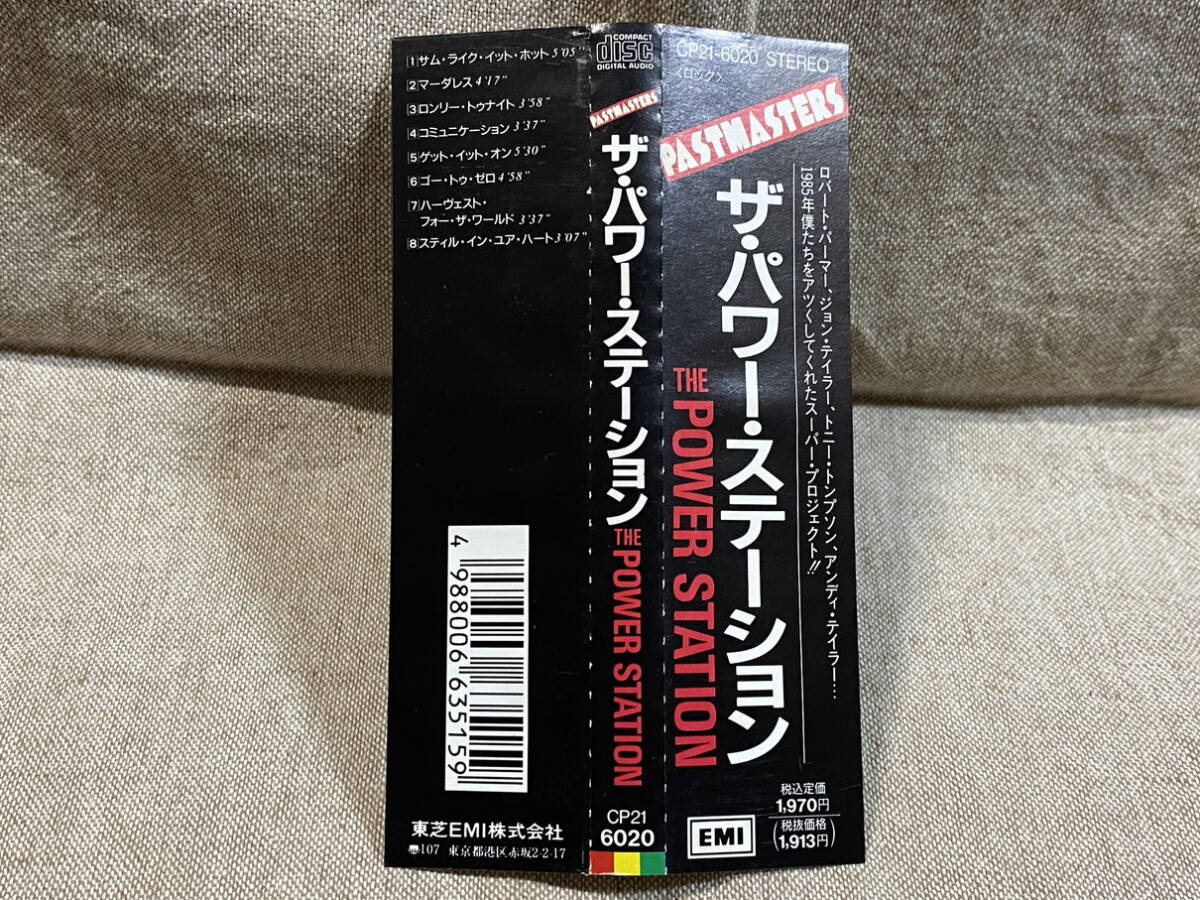 1 サム・ライク・イット・ホット 5'05"
2 マーダレス 4'17"
3 ロンリー・トゥナイト 3'58"
4 コミュニケーション 3'37"
5 ゲット・イット・オン 5'30"
6 ゴー・トゥ・ゼロ 4'58"
7 ハーヴェスト・
フォー・ザ・ワールド 3'37"
8 スティル・イン・ユア・ハート 3'07"
4 988006 635159
東芝EMI株式会社
107 東京都港区赤坂2-2-17
COMPACT
disc
DIGITAL AUDIO
PASTMASTERS
ザ・パワー・ステーション
THE POWER STATION
CP21
6020
CP21-6020 STEREO
<ロック>
PASTMASTERS
ロバート・パーマー、ジョン・テイラー、トニー・トンプソン、アンディ・テイラー…
1985年僕たちをアツくしてくれたスーパー・プロジェクト!!
ザ・パワー・ステーション
THE POWER STATION
EMI
税込定価
1,970円
(税抜価格
1,913円)